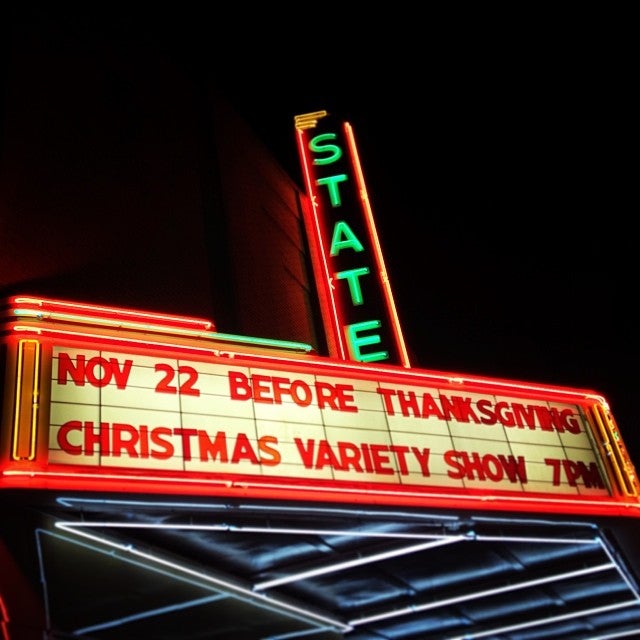 STATE
NOV 22 BEFORE THANKSGIVING
CHRISTMAS VARIETY SHOW 7PM